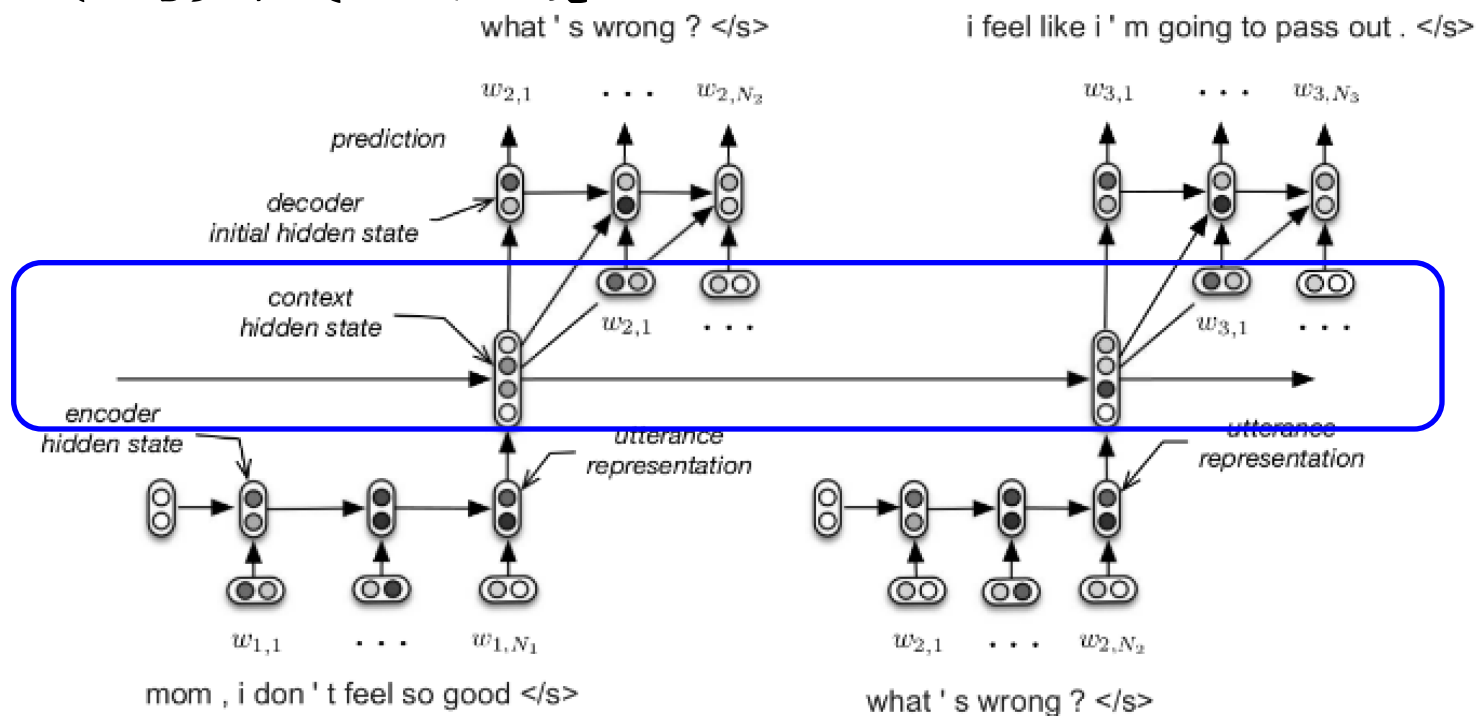 what ' s wrong ? </s>
i feel like i ' m going to pass out . </s>
w2,1 . . . w2,N2
w3,1 . . . w3,N3
prediction
decoder
initial hidden state
context
hidden state
w2,1 . . .
w3,1 . . .
encoder
hidden state
utterance
representation
utterance
representation
w1,1 . . . w1,N1
w2,1 . . . w2,N2
mom , i don ' t feel so good </s>
what ' s wrong ? </s>